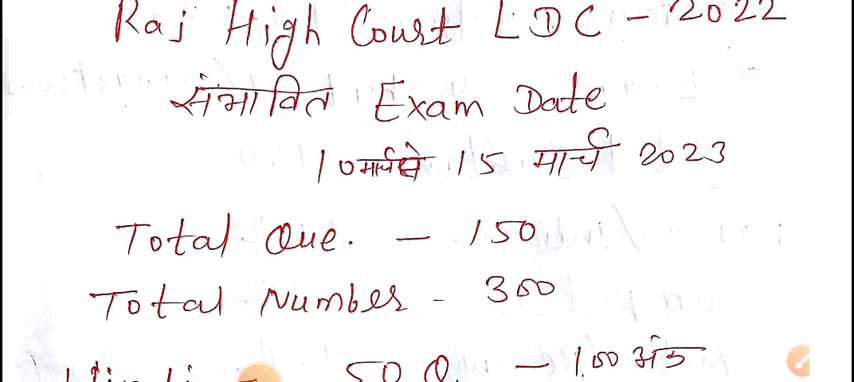 Raj High Court LDC - 2022
संभावित Exam Date
10 मार्च से 15 मार्च 2023
Total Que. - 150
Total Number - 300
50 Q. - 100 अंक